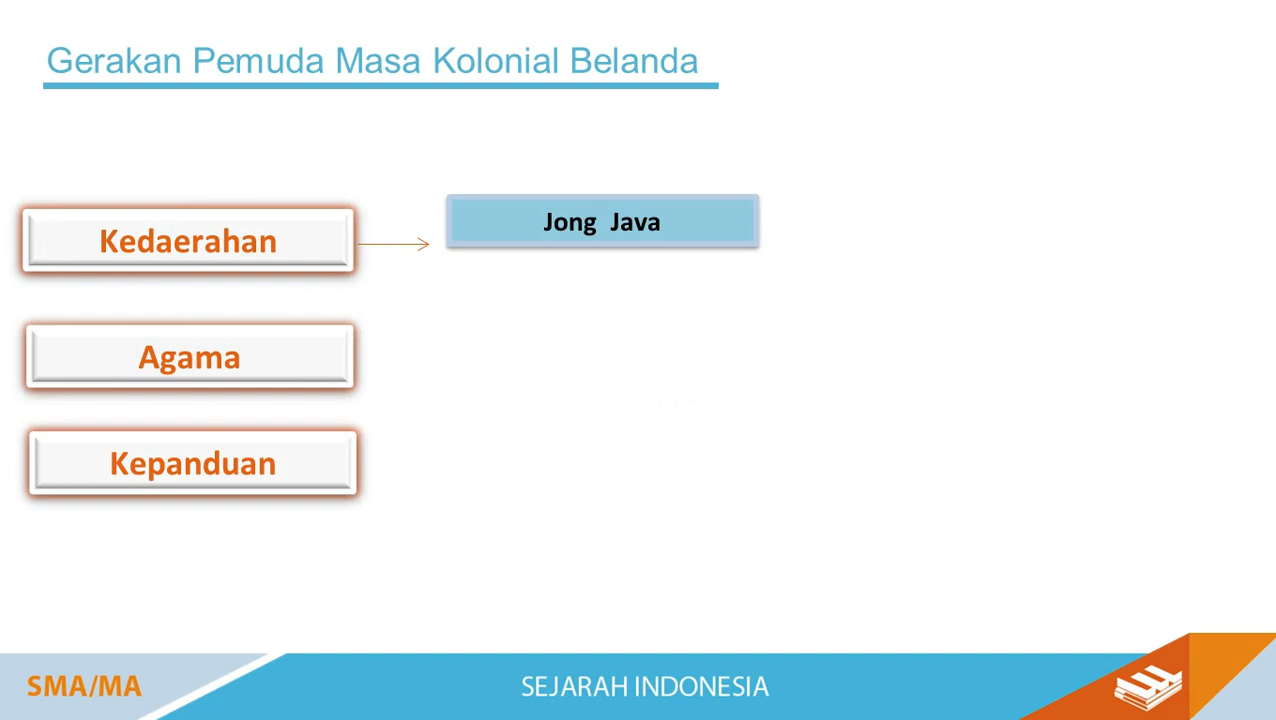 Gerakan Pemuda Masa Kolonial Belanda
Kedaerahan
Jong Java
Agama
Kepanduan
SMA/MA
SEJARAH INDONESIA